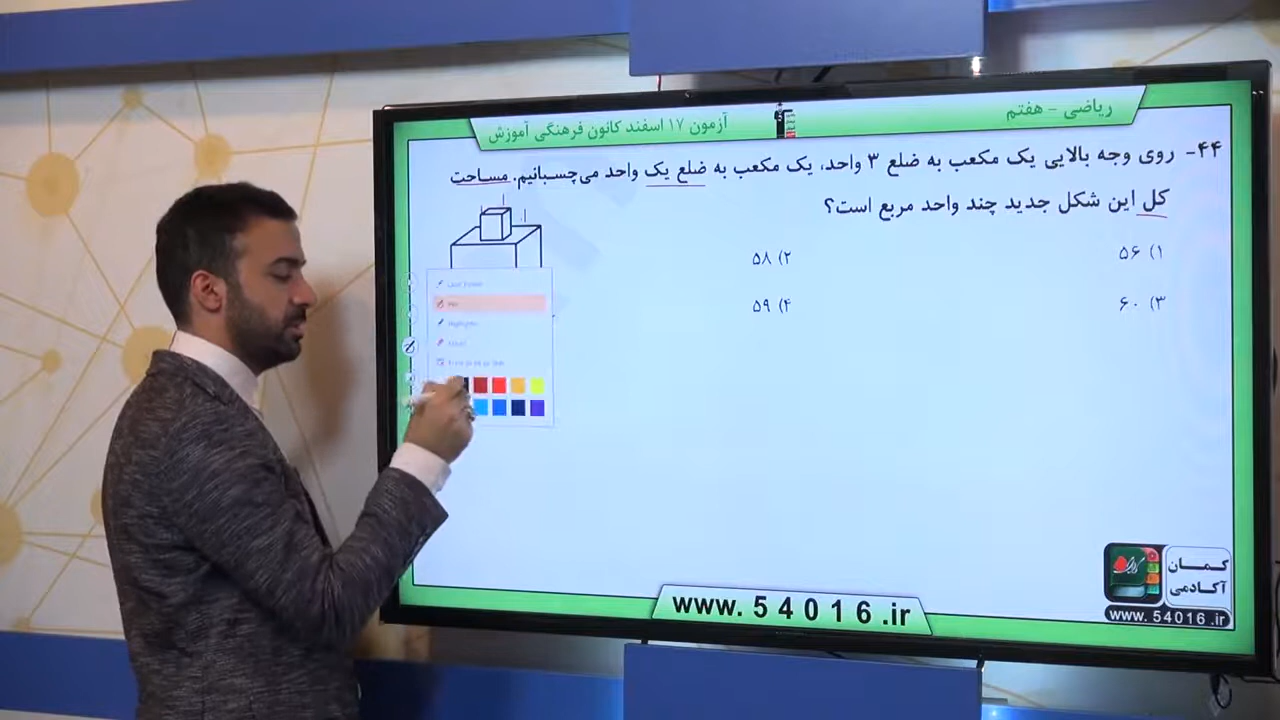 ریاضی - هفتم
آزمون ۱۷ اسفند کانون فرهنگی آموزش
۴۴- روی وجه بالایی یک مکعب به ضلع ۳ واحد، یک مکعب به ضلع یک واحد می‌چسبانیم. مساحت
کل این شکل جدید چند واحد مربع است؟
۱) ۵۶
۲) ۵۸
۳) ۶۰
۴) ۵۹
Pen
Highlighter
کمان
آکادمی
www. 54016 .ir
www. 5 4 0 1 6 .ir